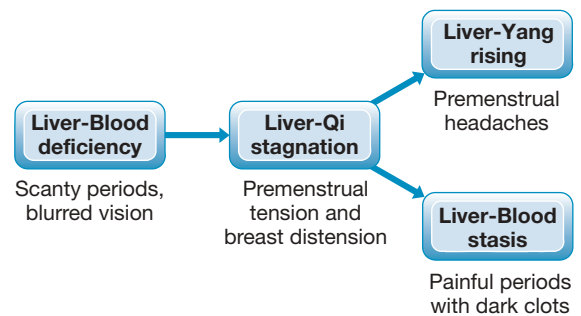 Liver-Blood
deficiency
Scanty periods,
blurred vision
Liver-Qi
stagnation
Premenstrual
tension and
breast distension
Liver-Yang
rising
Premenstrual
headaches
Liver-Blood
stasis
Painful periods
with dark clots